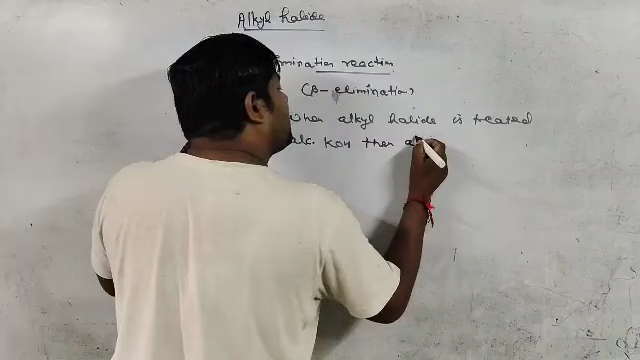 Alkyl halide
mination reaction
(β- elimination)
when alkyl halide is treated
alc. KOH then a